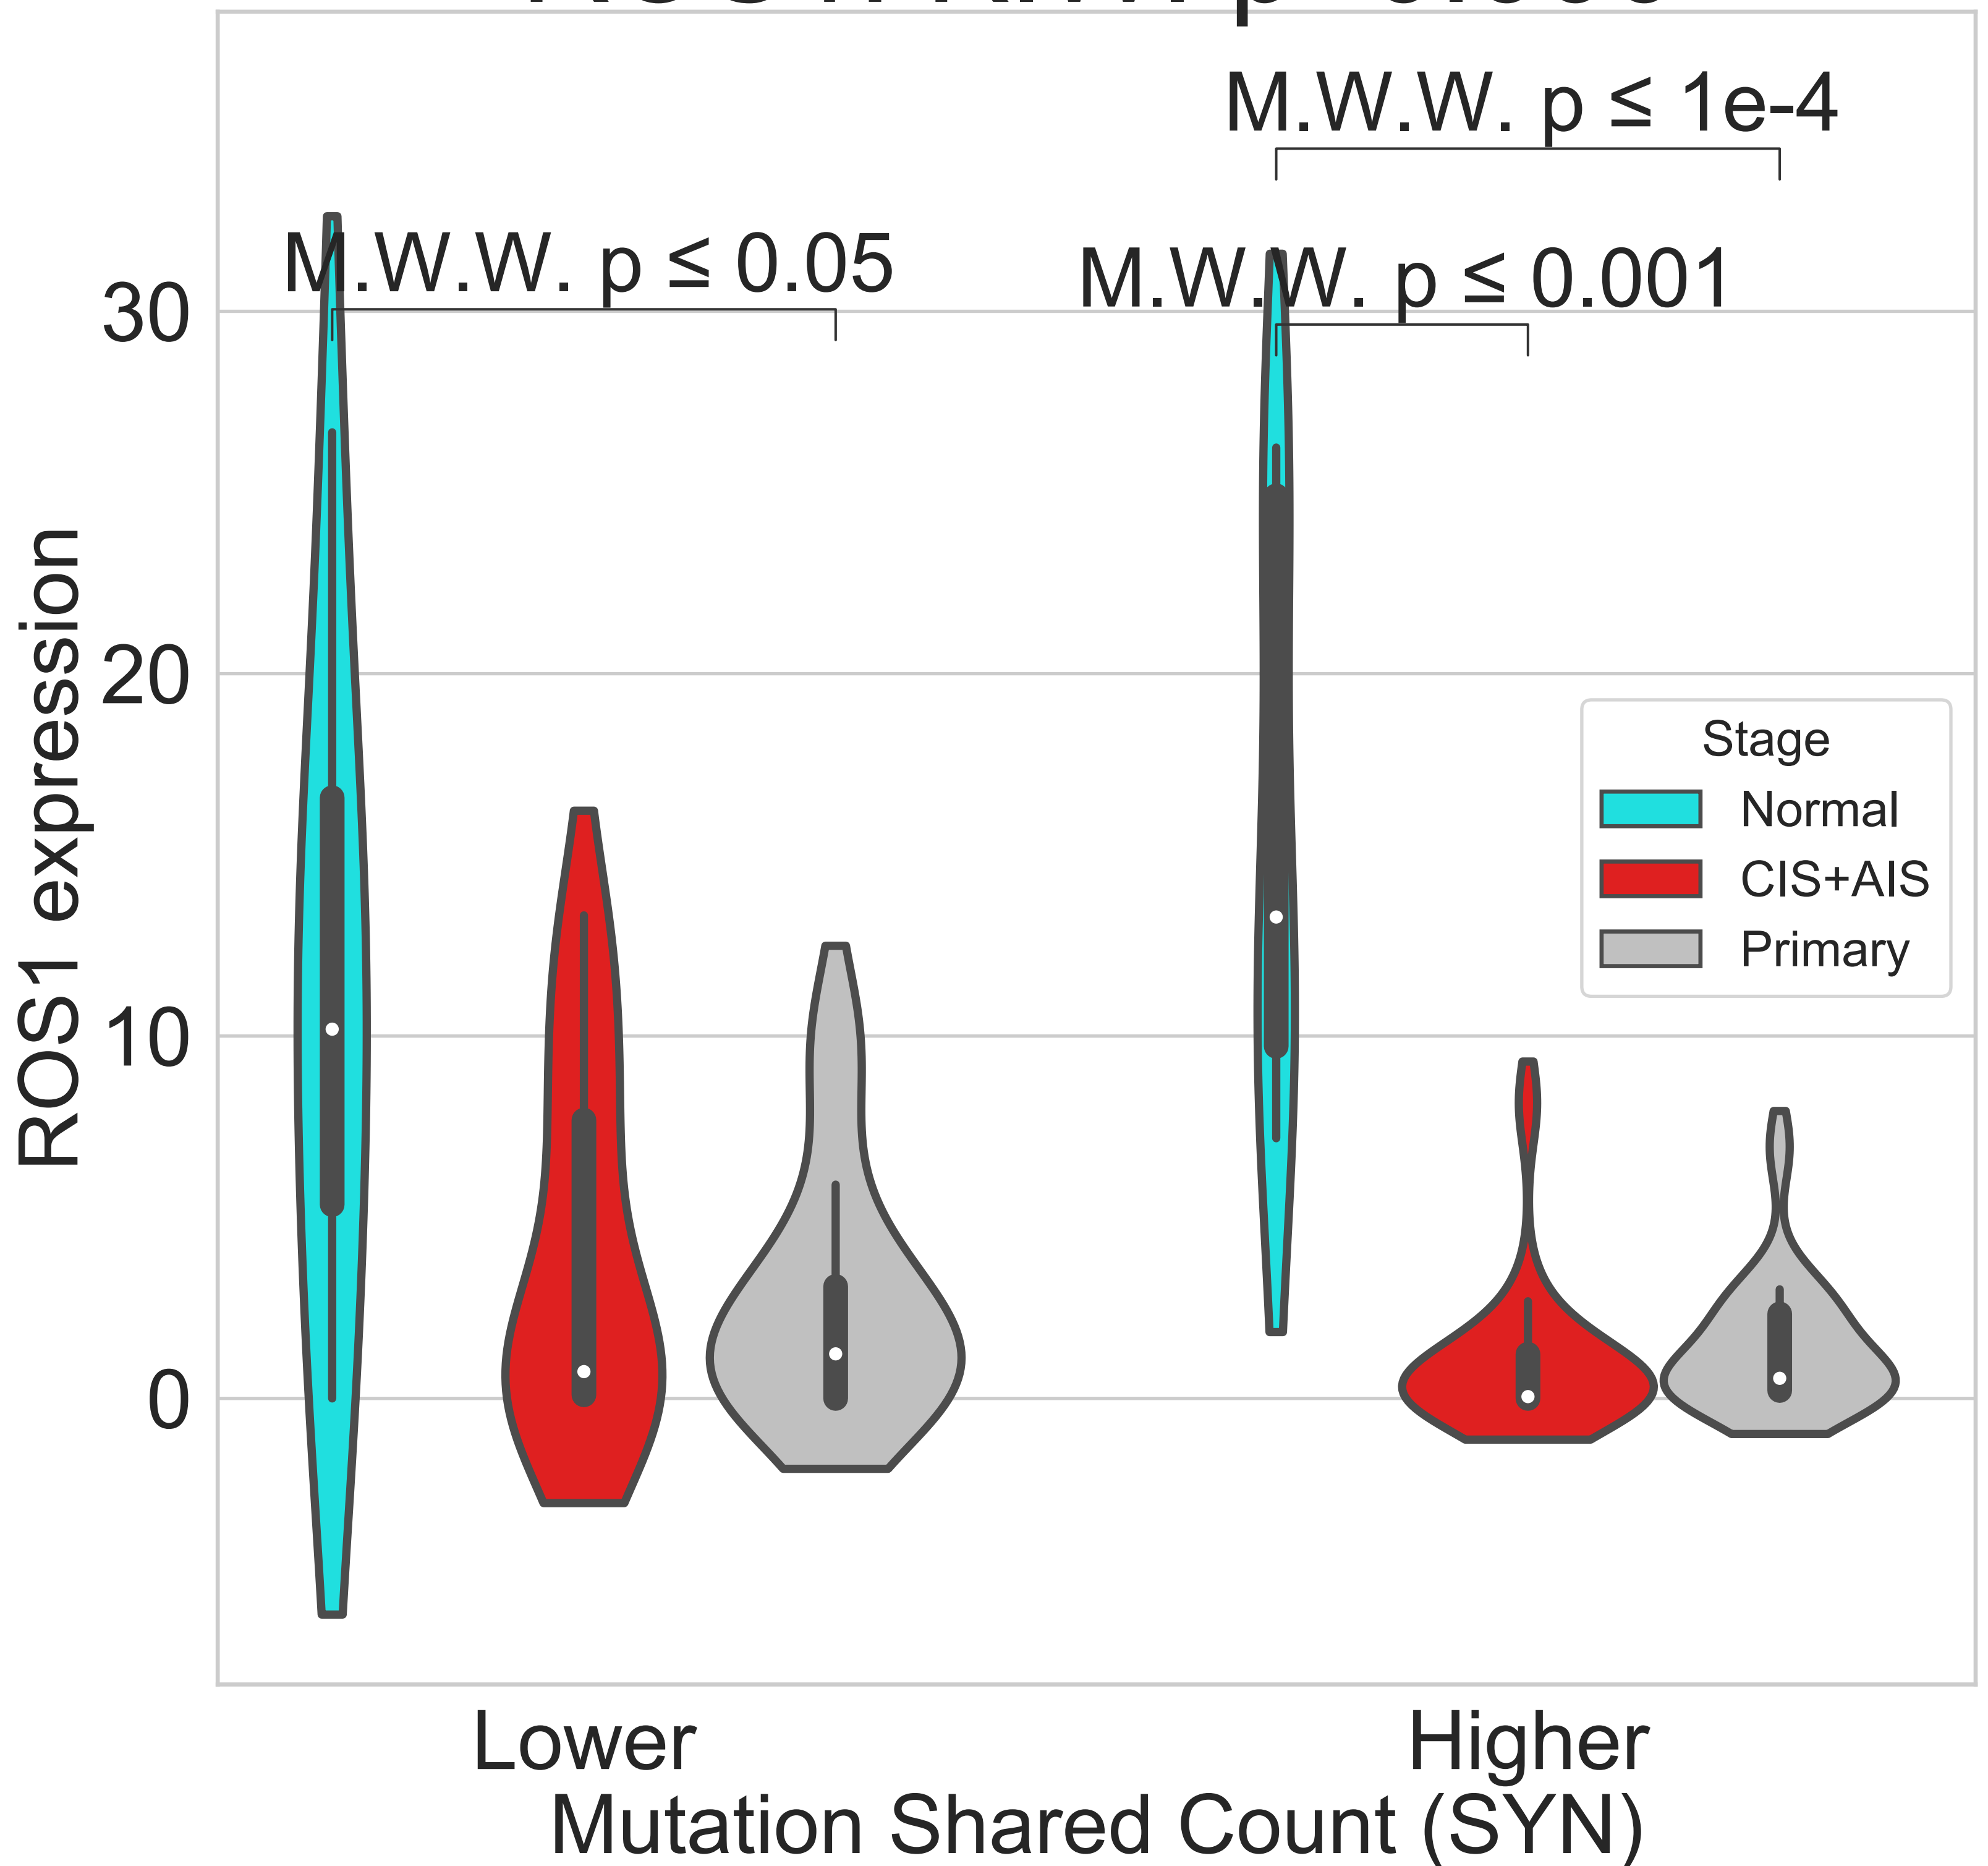 M.W.W. p ≤ 1e-4
M.W.W. p ≤ 0.05
M.W.W. p ≤ 0.001
30
20
10
0
ROS1 expression
Stage
Normal
CIS+AIS
Primary
Lower
Higher
Mutation Shared Count (SYN)